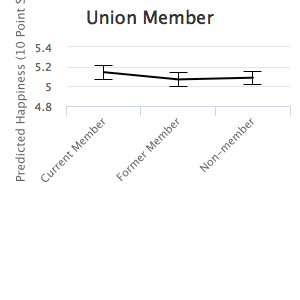 Union Member
Predicted Happiness (10 Point S
5.4
5.2
5
4.8
Current Member
Former Member
Non-member